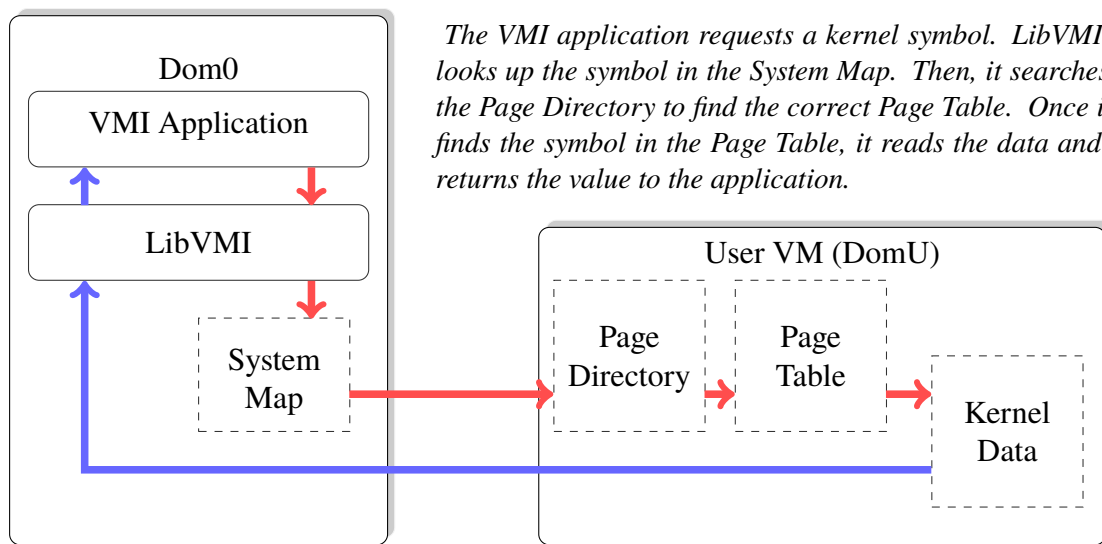 The VMI application requests a kernel symbol. LibVMI
looks up the symbol in the System Map. Then, it searches
the Page Directory to find the correct Page Table. Once i
finds the symbol in the Page Table, it reads the data and
returns the value to the application.
Dom0
VMI Application
LibVMI
System
Map
User VM (DomU)
Page
Directory
Page
Table
Kernel
Data